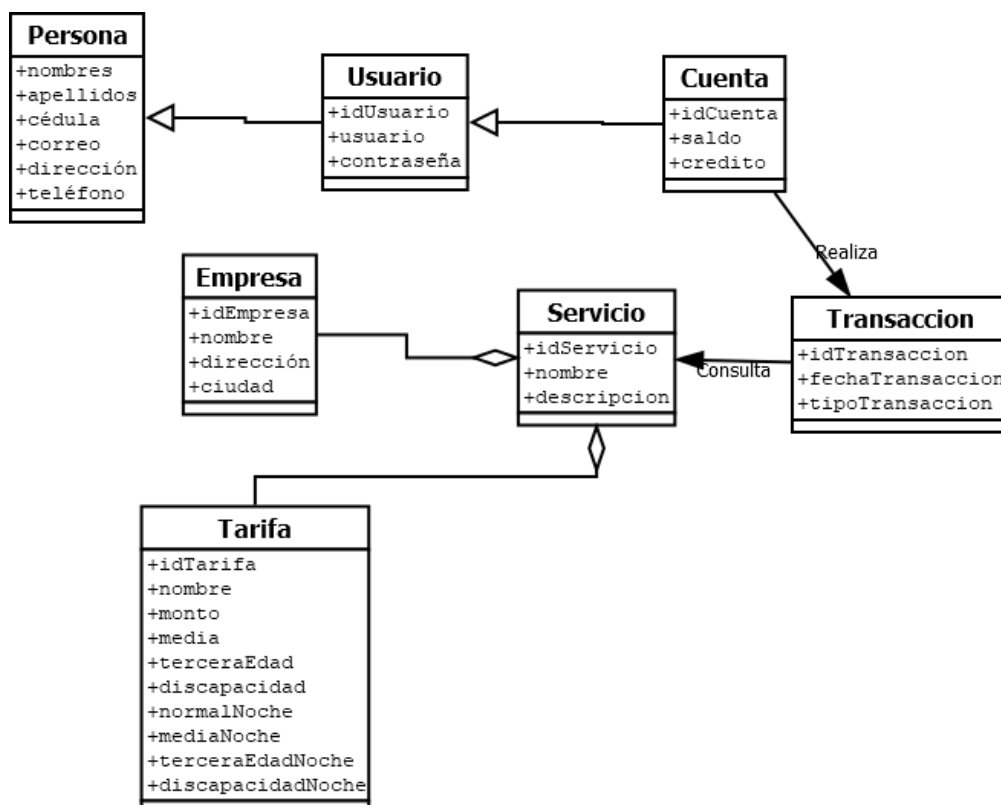 Persona
+nombres
+apellidos
+cédula
+correo
+dirección
+teléfono
Usuario
+idUsuario
+usuario
+contraseña
Cuenta
+idCuenta
+saldo
+credito
Realiza
Empresa
+idEmpresa
+nombre
+dirección
+ciudad
Servicio
+idServicio
+nombre
+descripcion
Consulta
Transaccion
+idTransaccion
+fechaTransaccion
+tipoTransaccion
Tarifa
+idTarifa
+nombre
+monto
+media
+terceraEdad
+discapacidad
+normalNoche
+mediaNoche
+terceraEdadNoche
+discapacidadNoche